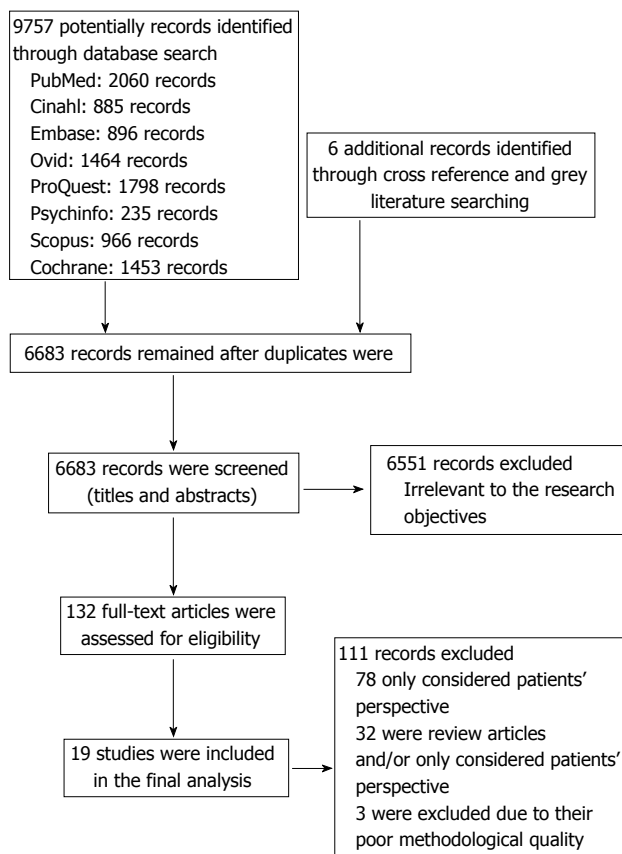 9757 potentially records identified
through database search
PubMed: 2060 records
Cinahl: 885 records
Embase: 896 records
Ovid: 1464 records
ProQuest: 1798 records
Psychinfo: 235 records
Scopus: 966 records
Cochrane: 1453 records
6 additional records identified
through cross reference and grey
literature searching
6683 records remained after duplicates were
6683 records were screened
(titles and abstracts)
6551 records excluded
Irrelevant to the research
objectives
132 full-text articles were
assessed for eligibility
111 records excluded
78 only considered patients’
perspective
32 were review articles
and/or only considered patients’
perspective
3 were excluded due to their
poor methodological quality
19 studies were included
in the final analysis